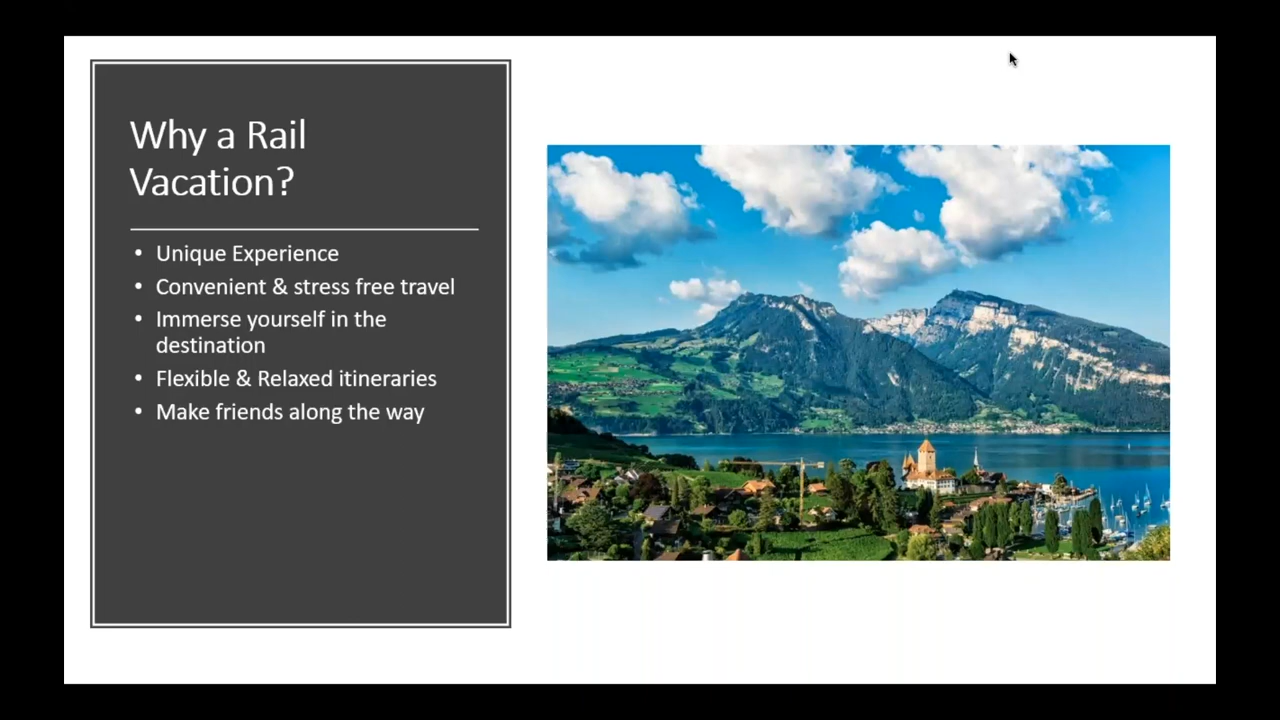 Why a Rail
Vacation?
• Unique Experience
• Convenient & stress free travel
• Immerse yourself in the
destination
• Flexible & Relaxed itineraries
• Make friends along the way